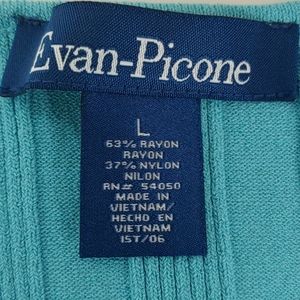 Evan-Picone
L
63% RAYON
RAYON
37% NYLON
NILON
RN# 54050
MADE IN
VIETNAM/
HECHO EN
VIETNAM
1ST/06